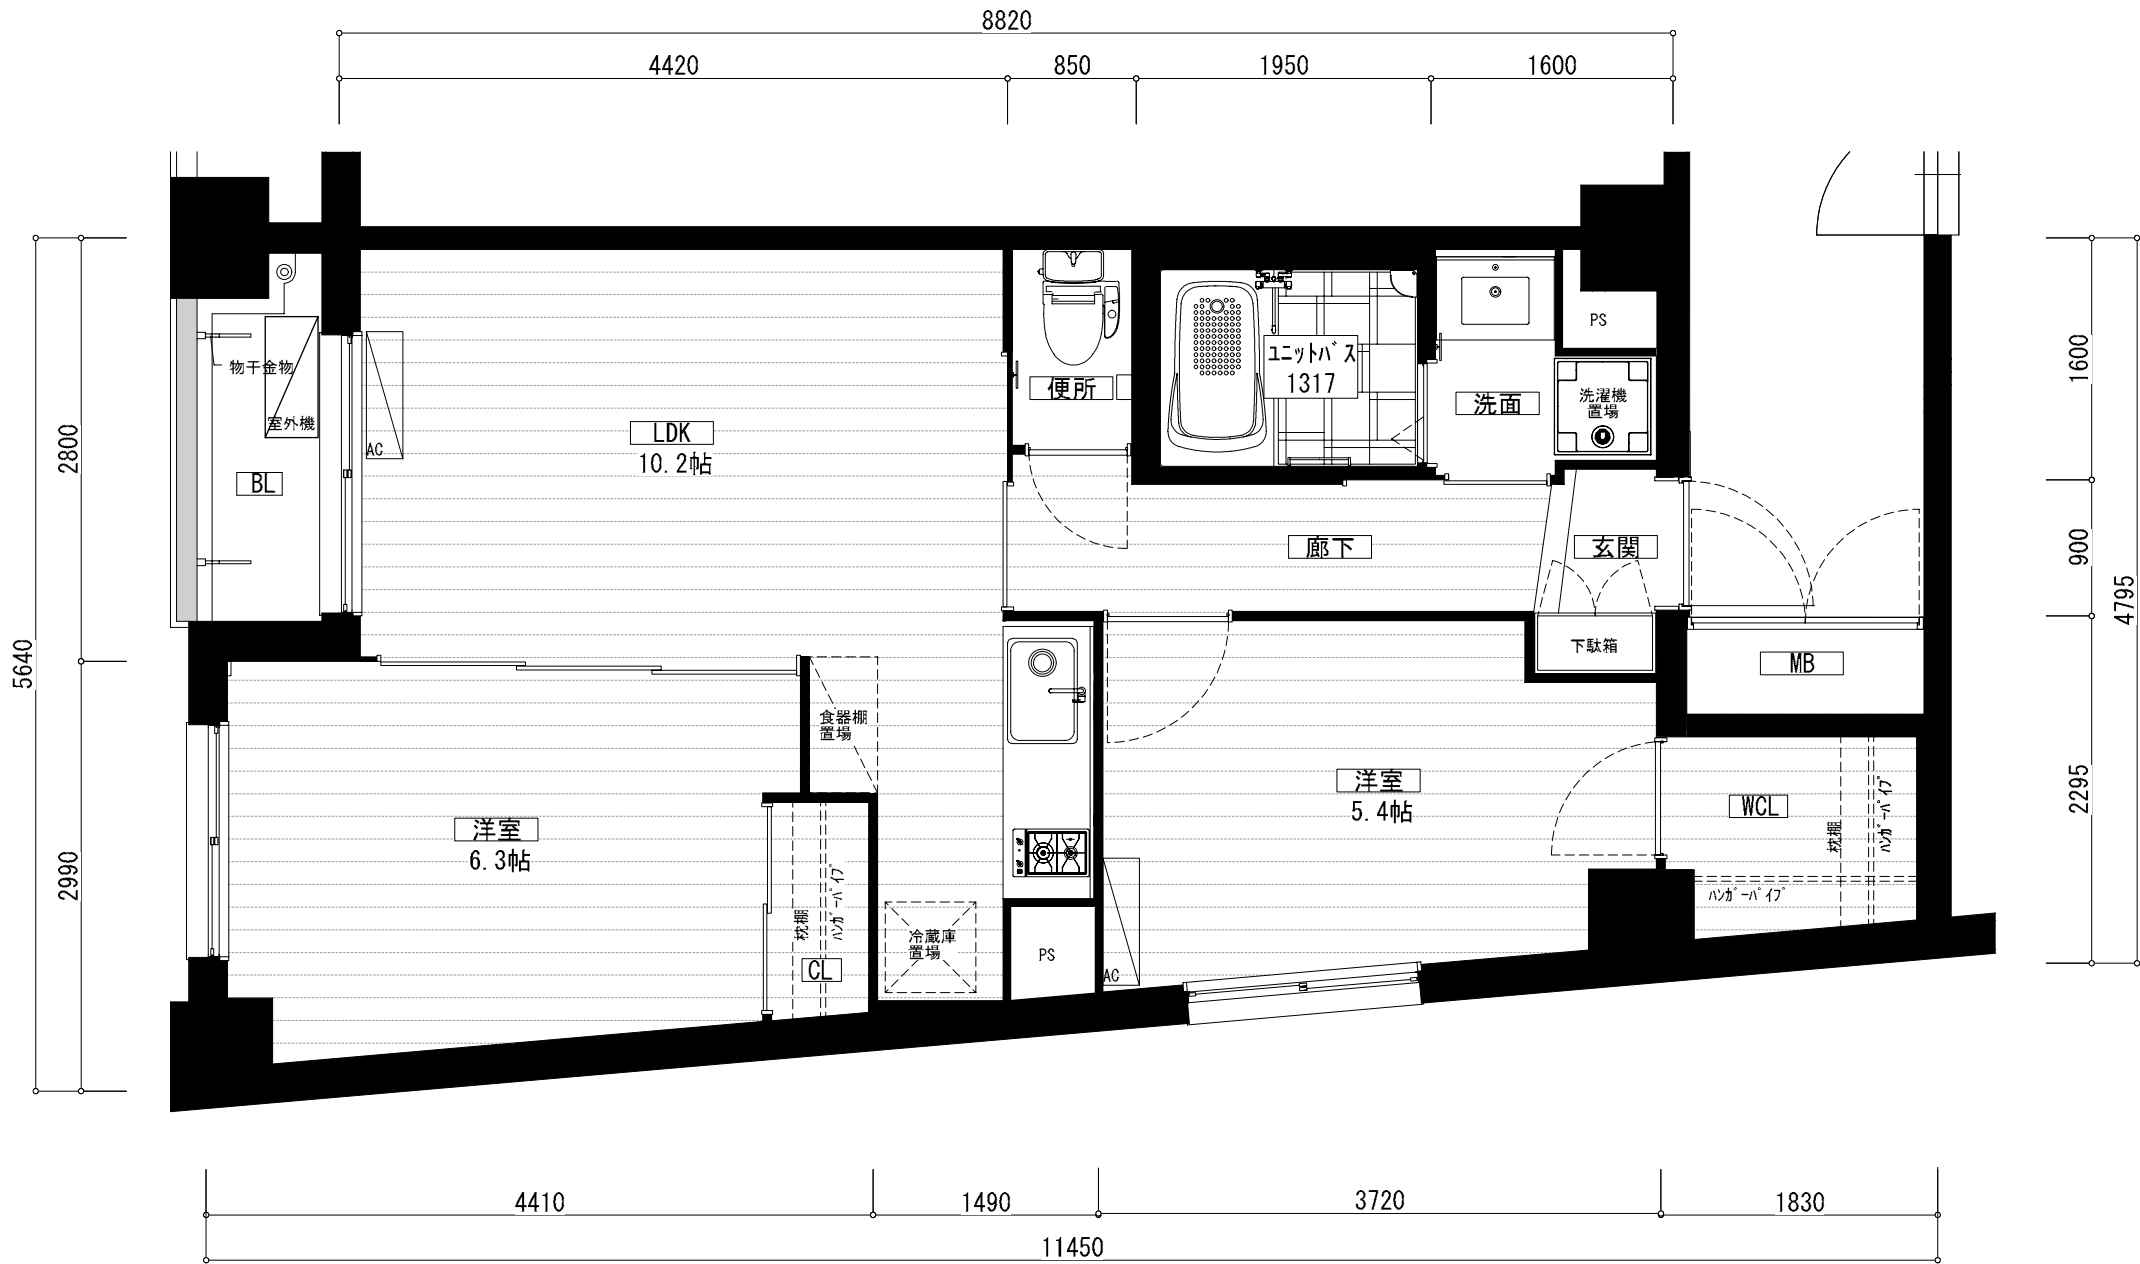 8820
4420
850
1950
1600
PS
ﾕﾆｯﾄﾊﾞｽ
1317
物干金物
便所
洗面
洗濯機
置場
室外機
AC
LDK
10.2帖
BL
廊下
玄関
下駄箱
MB
食器棚
置場
洋室
5.4帖
WCL
枕棚
ﾊﾝｶﾞｰﾊﾟｲﾌﾟ
ﾊﾝｶﾞｰﾊﾟｲﾌﾟ
洋室
6.3帖
枕棚
ﾊﾝｶﾞｰﾊﾟｲﾌﾟ
CL
冷蔵庫
置場
PS
AC
2800
2990
5640
1600
900
2295
4795
4410
1490
3720
1830
11450